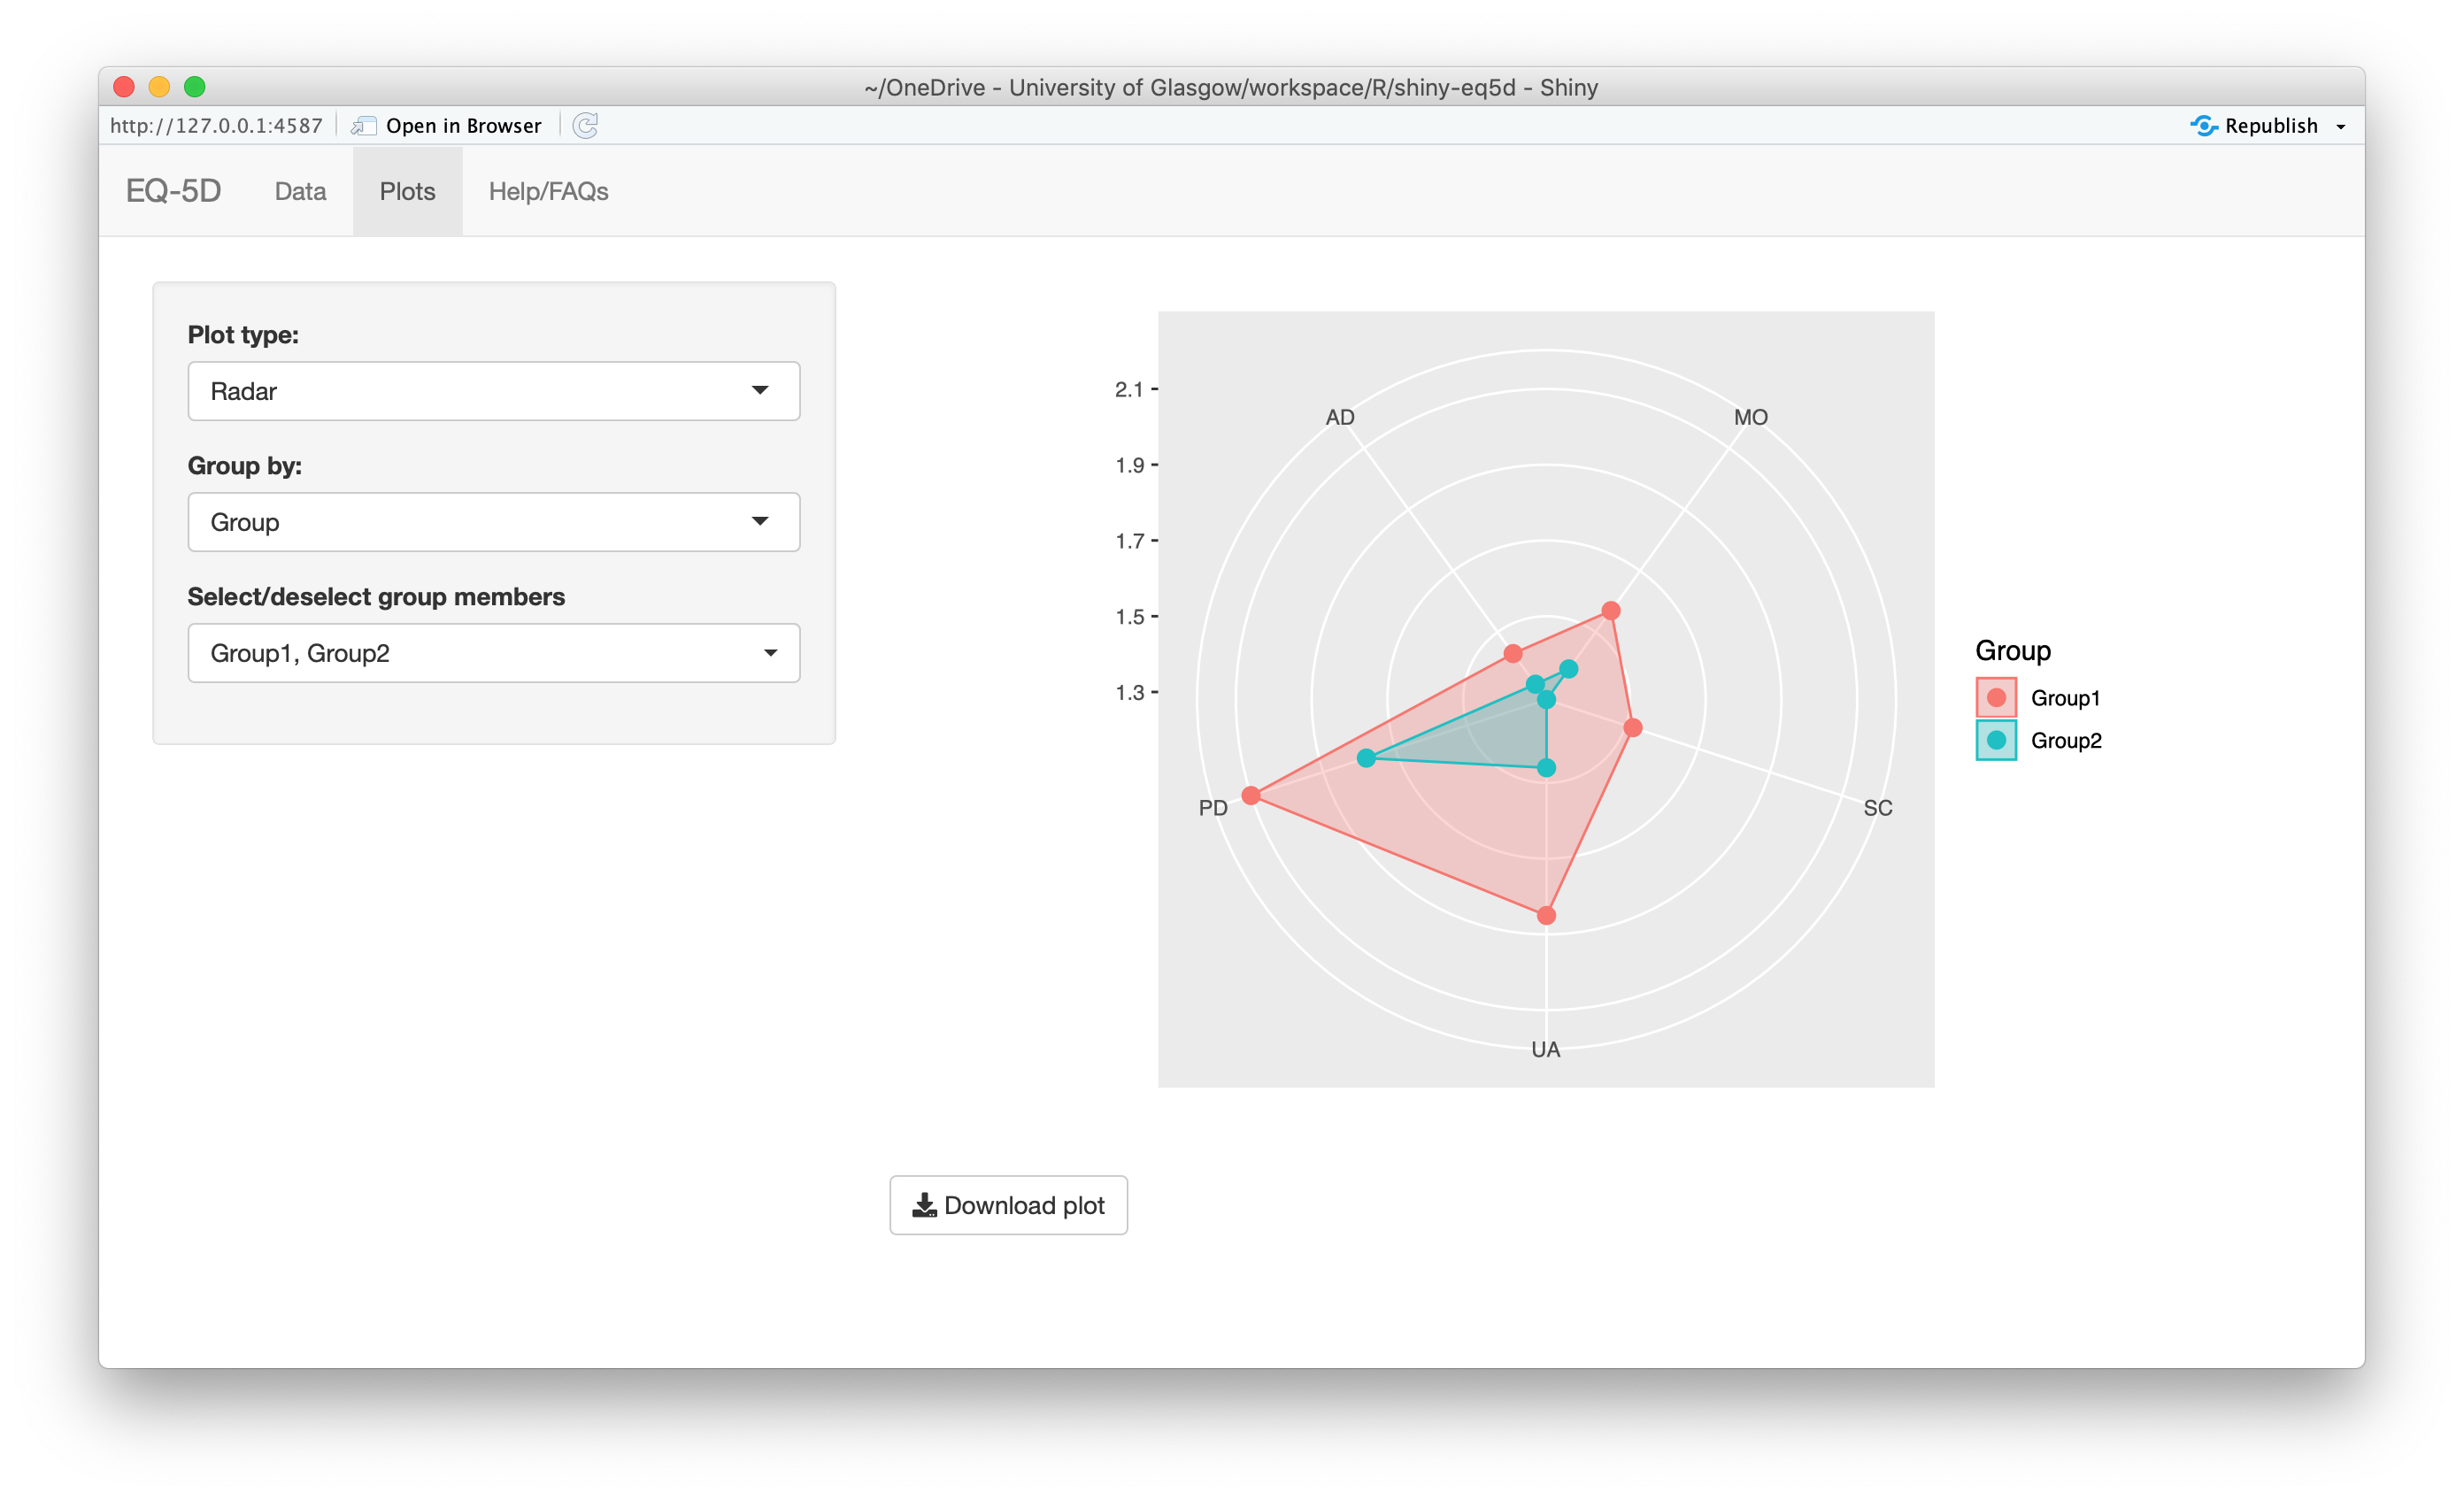 ~/OneDrive - University of Glasgow/workspace/R/shiny-eq5d - Shiny
http://127.0.0.1:4587 Open in Browser Republish
EQ-5D Data Plots Help/FAQs
Plot type:
Radar
Group by:
Group
Select/deselect group members
Group1, Group2
2.1
1.9
1.7
1.5
1.3
AD
MO
PD
SC
UA
Group
Group1
Group2
Download plot